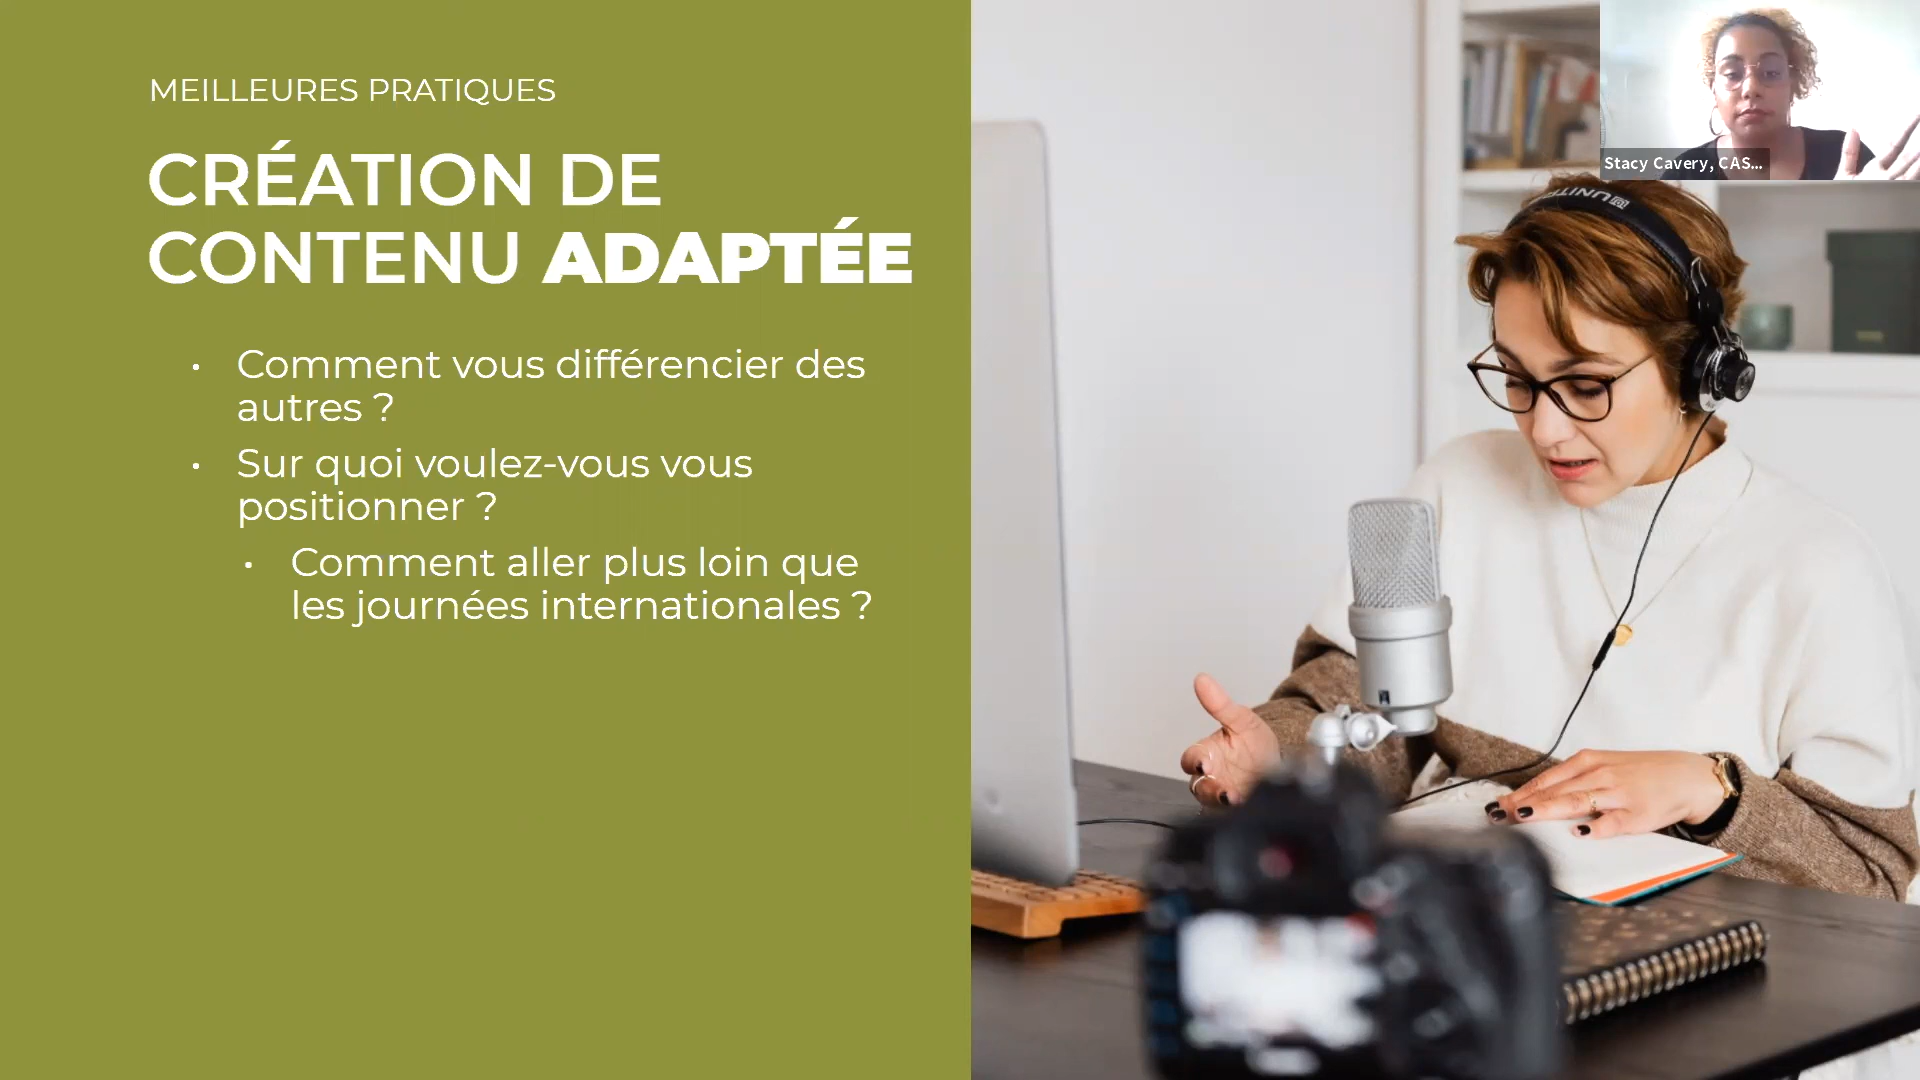 MEILLEURES PRATIQUES
CRÉATION DE
CONTENU ADAPTÉE
• Comment vous différencier des
autres ?
• Sur quoi voulez-vous vous
positionner ?
• Comment aller plus loin que
les journées internationales ?
Stacy Cavery, CAS...